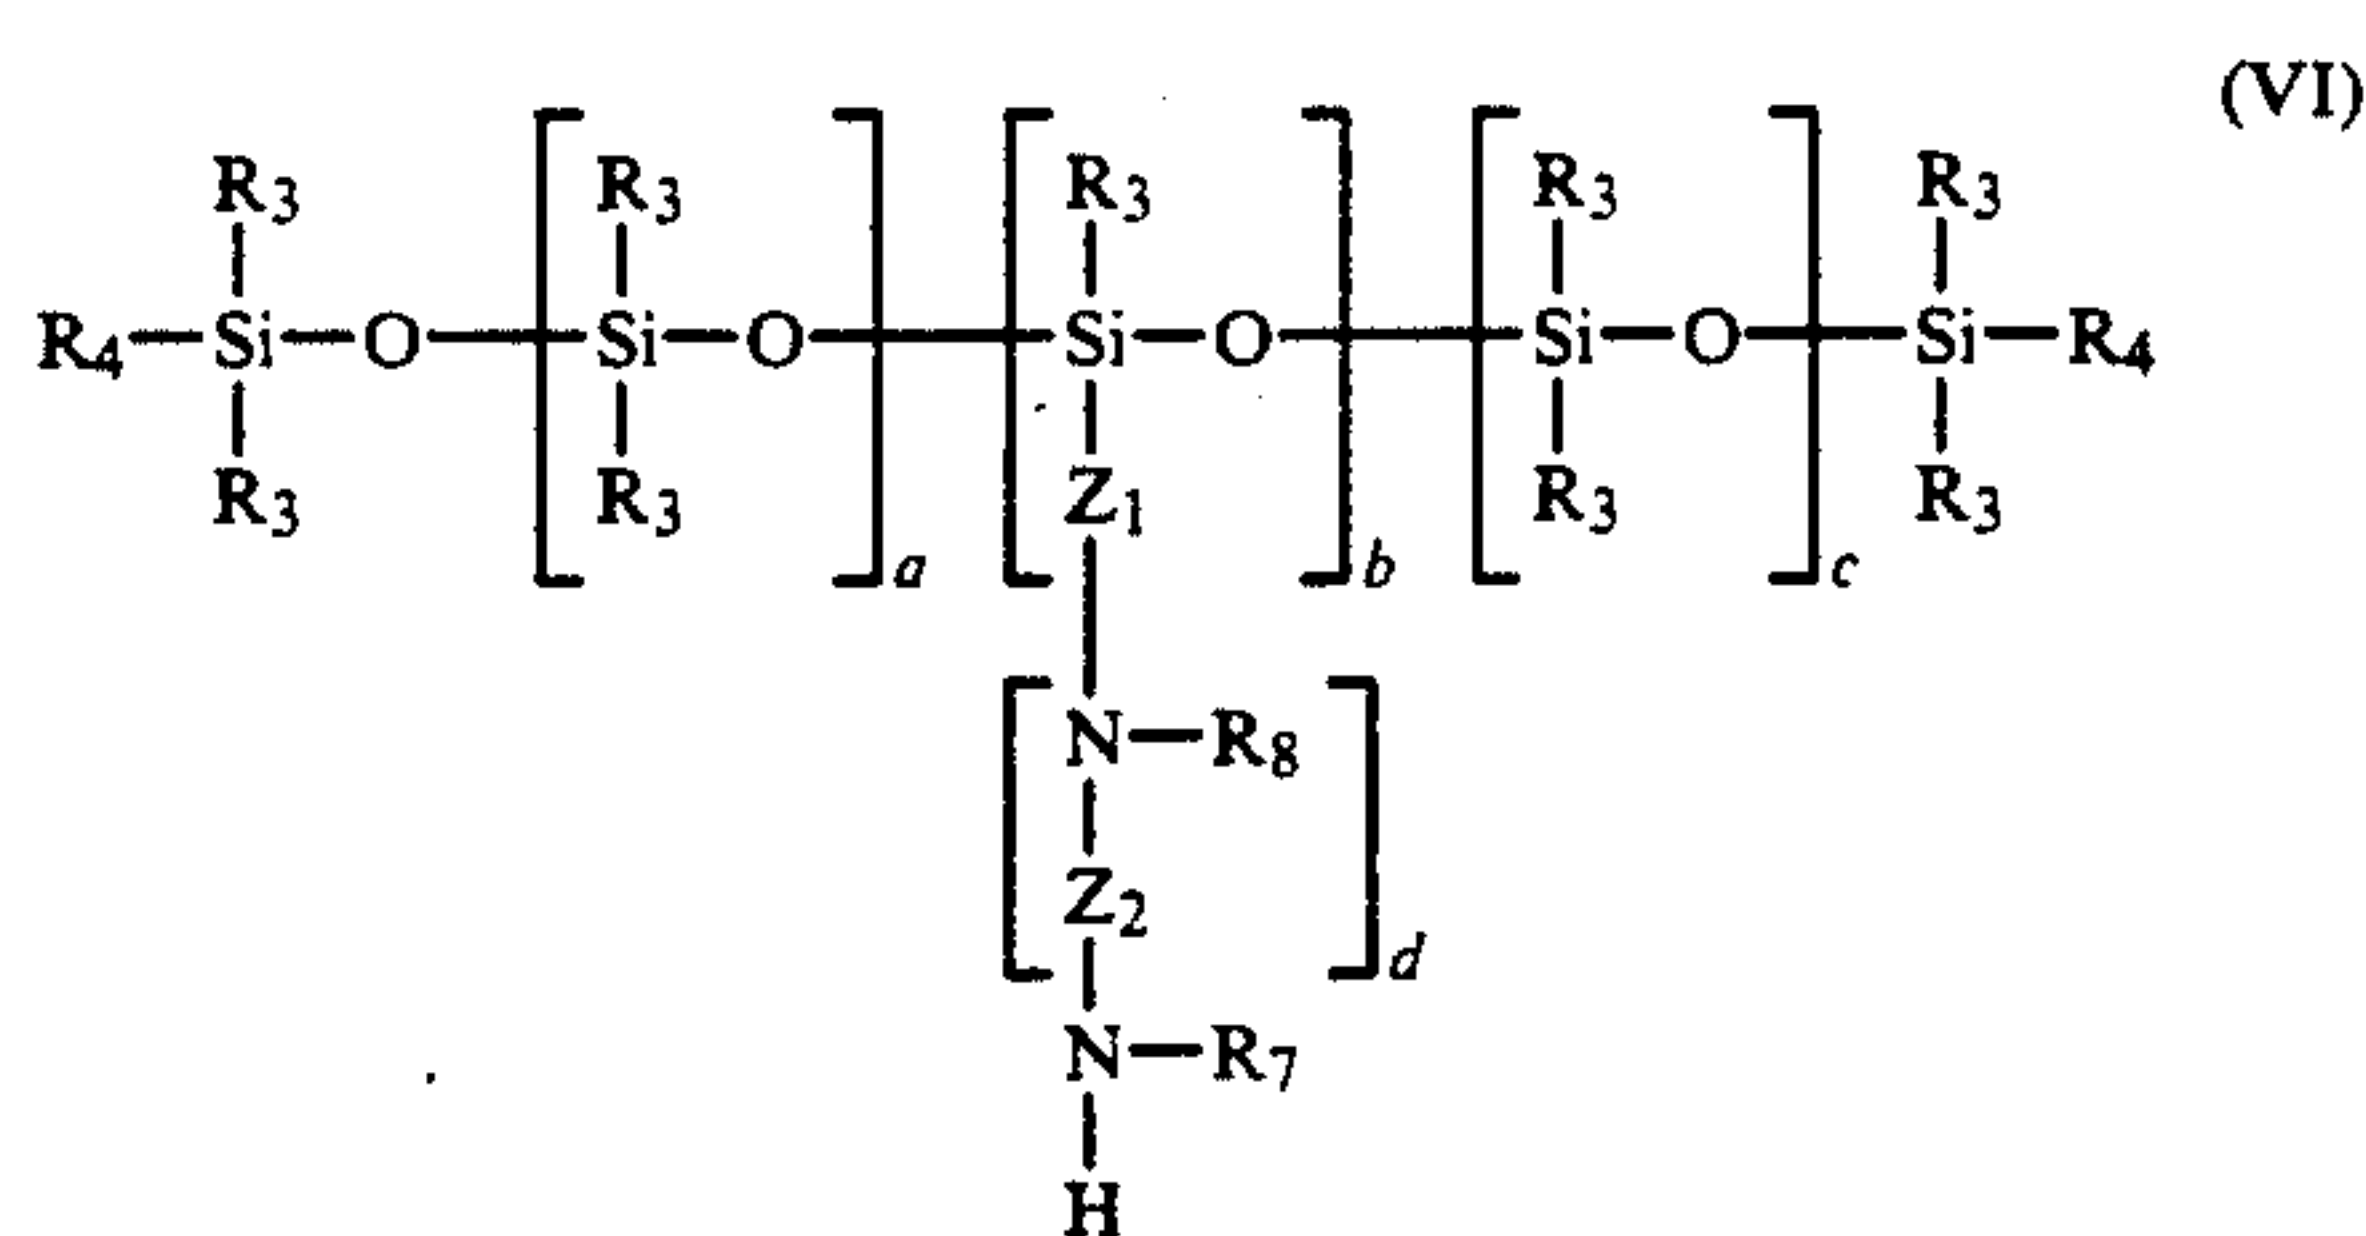 (VI)
R3 R3 R3 R3 R3
R4—Si—O—[Si—O—]a—[Si—O—]b—[Si—O—]c—Si—R4
R3 R3 Z1 R3 R3
N—R8
Z2
d
N—R7
H